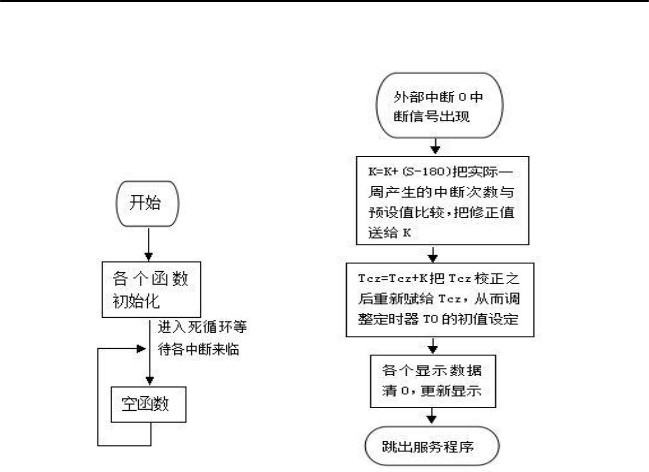 开始
各个函数
初始化
进入死循环等
待各中断来临
空函数
外部中断0中
断信号出现
K=K+(S-180)把实际一
周产生的中断次数与
预设值比较,把修正值
送给K
Tcz=Tcz+K把Tcz校正之
后重新赋给Tcz,从而调
整定时器T0的初值设定
各个显示数据
清0,更新显示
跳出服务程序